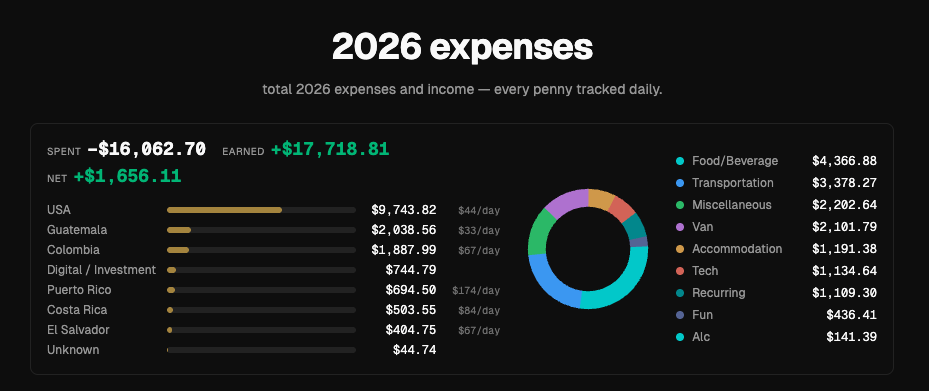 2026 expenses
total 2026 expenses and income — every penny tracked daily.
SPENT -$16,062.70 EARNED +$17,718.81
NET +$1,656.11
USA $9,743.82 $44/day
Guatemala $2,038.56 $33/day
Colombia $1,887.99 $67/day
Digital / Investment $744.79
Puerto Rico $694.50 $174/day
Costa Rica $503.55 $84/day
El Salvador $404.75 $67/day
Unknown $44.74
Food/Beverage $4,366.88
Transportation $3,378.27
Miscellaneous $2,202.64
Van $2,101.79
Accommodation $1,191.38
Tech $1,134.64
Recurring $1,109.30
Fun $436.41
Alc $141.39